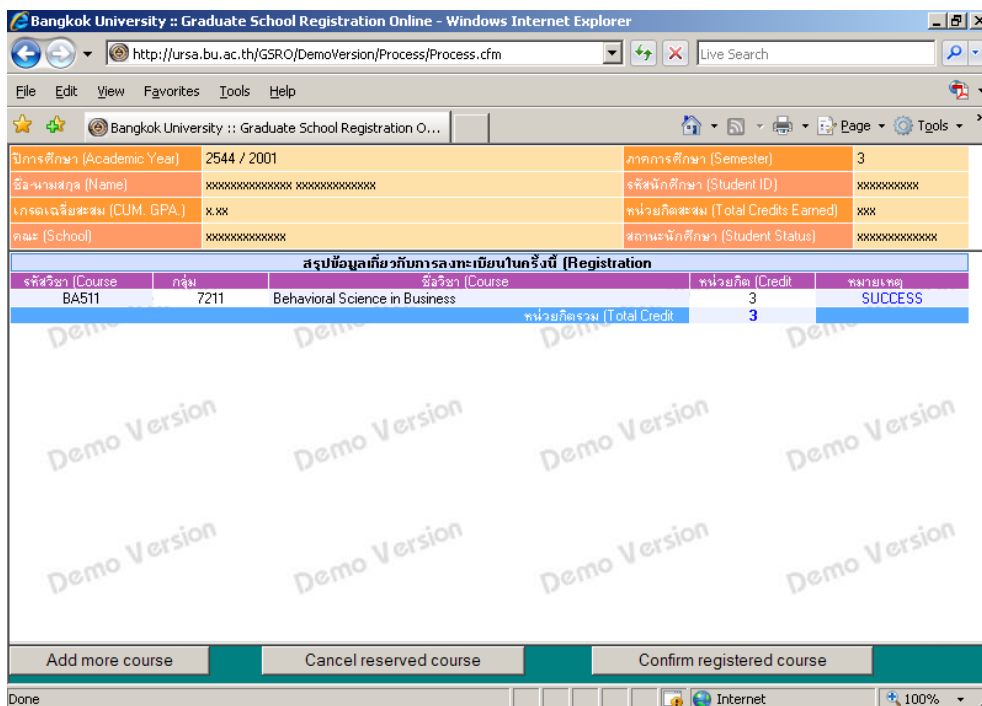 Bangkok University :: Graduate School Registration Online - Windows Internet Explorer
http://ursa.bu.ac.th/GSRO/DemoVersion/Process/Process.cfm Live Search
File Edit View Favorites Tools Help
Bangkok University :: Graduate School Registration O... Page Tools
ปีการศึกษา (Academic Year) 2544 / 2001 ภาคการศึกษา (Semester) 3
ชื่อ-นามสกุล (Name) xxxxxxxxxxxxxx xxxxxxxxxxxxx รหัสนักศึกษา (Student ID) xxxxxxxxxx
เกรดเฉลี่ยสะสม (CUM. GPA.) x.xx หน่วยกิตสะสม (Total Credits Earned) xxx
คณะ (School) xxxxxxxxxxxxx สถานะนักศึกษา (Student Status) xxxxxxxxxxxxx
สรุปข้อมูลเกี่ยวกับการลงทะเบียนในครั้งนี้ (Registration
รหัสวิชา (Course กลุ่ม ชื่อวิชา (Course หน่วยกิต (Credit หมายเหตุ
BA511 7211 Behavioral Science in Business 3 SUCCESS
หน่วยกิตรวม (Total Credit 3
Demo Demo Demo Demo
Demo Version Demo Version Demo Version Demo Version
Demo Version Demo Version Demo Version Demo Version
Add more course Cancel reserved course Confirm registered course
Done Internet 100%